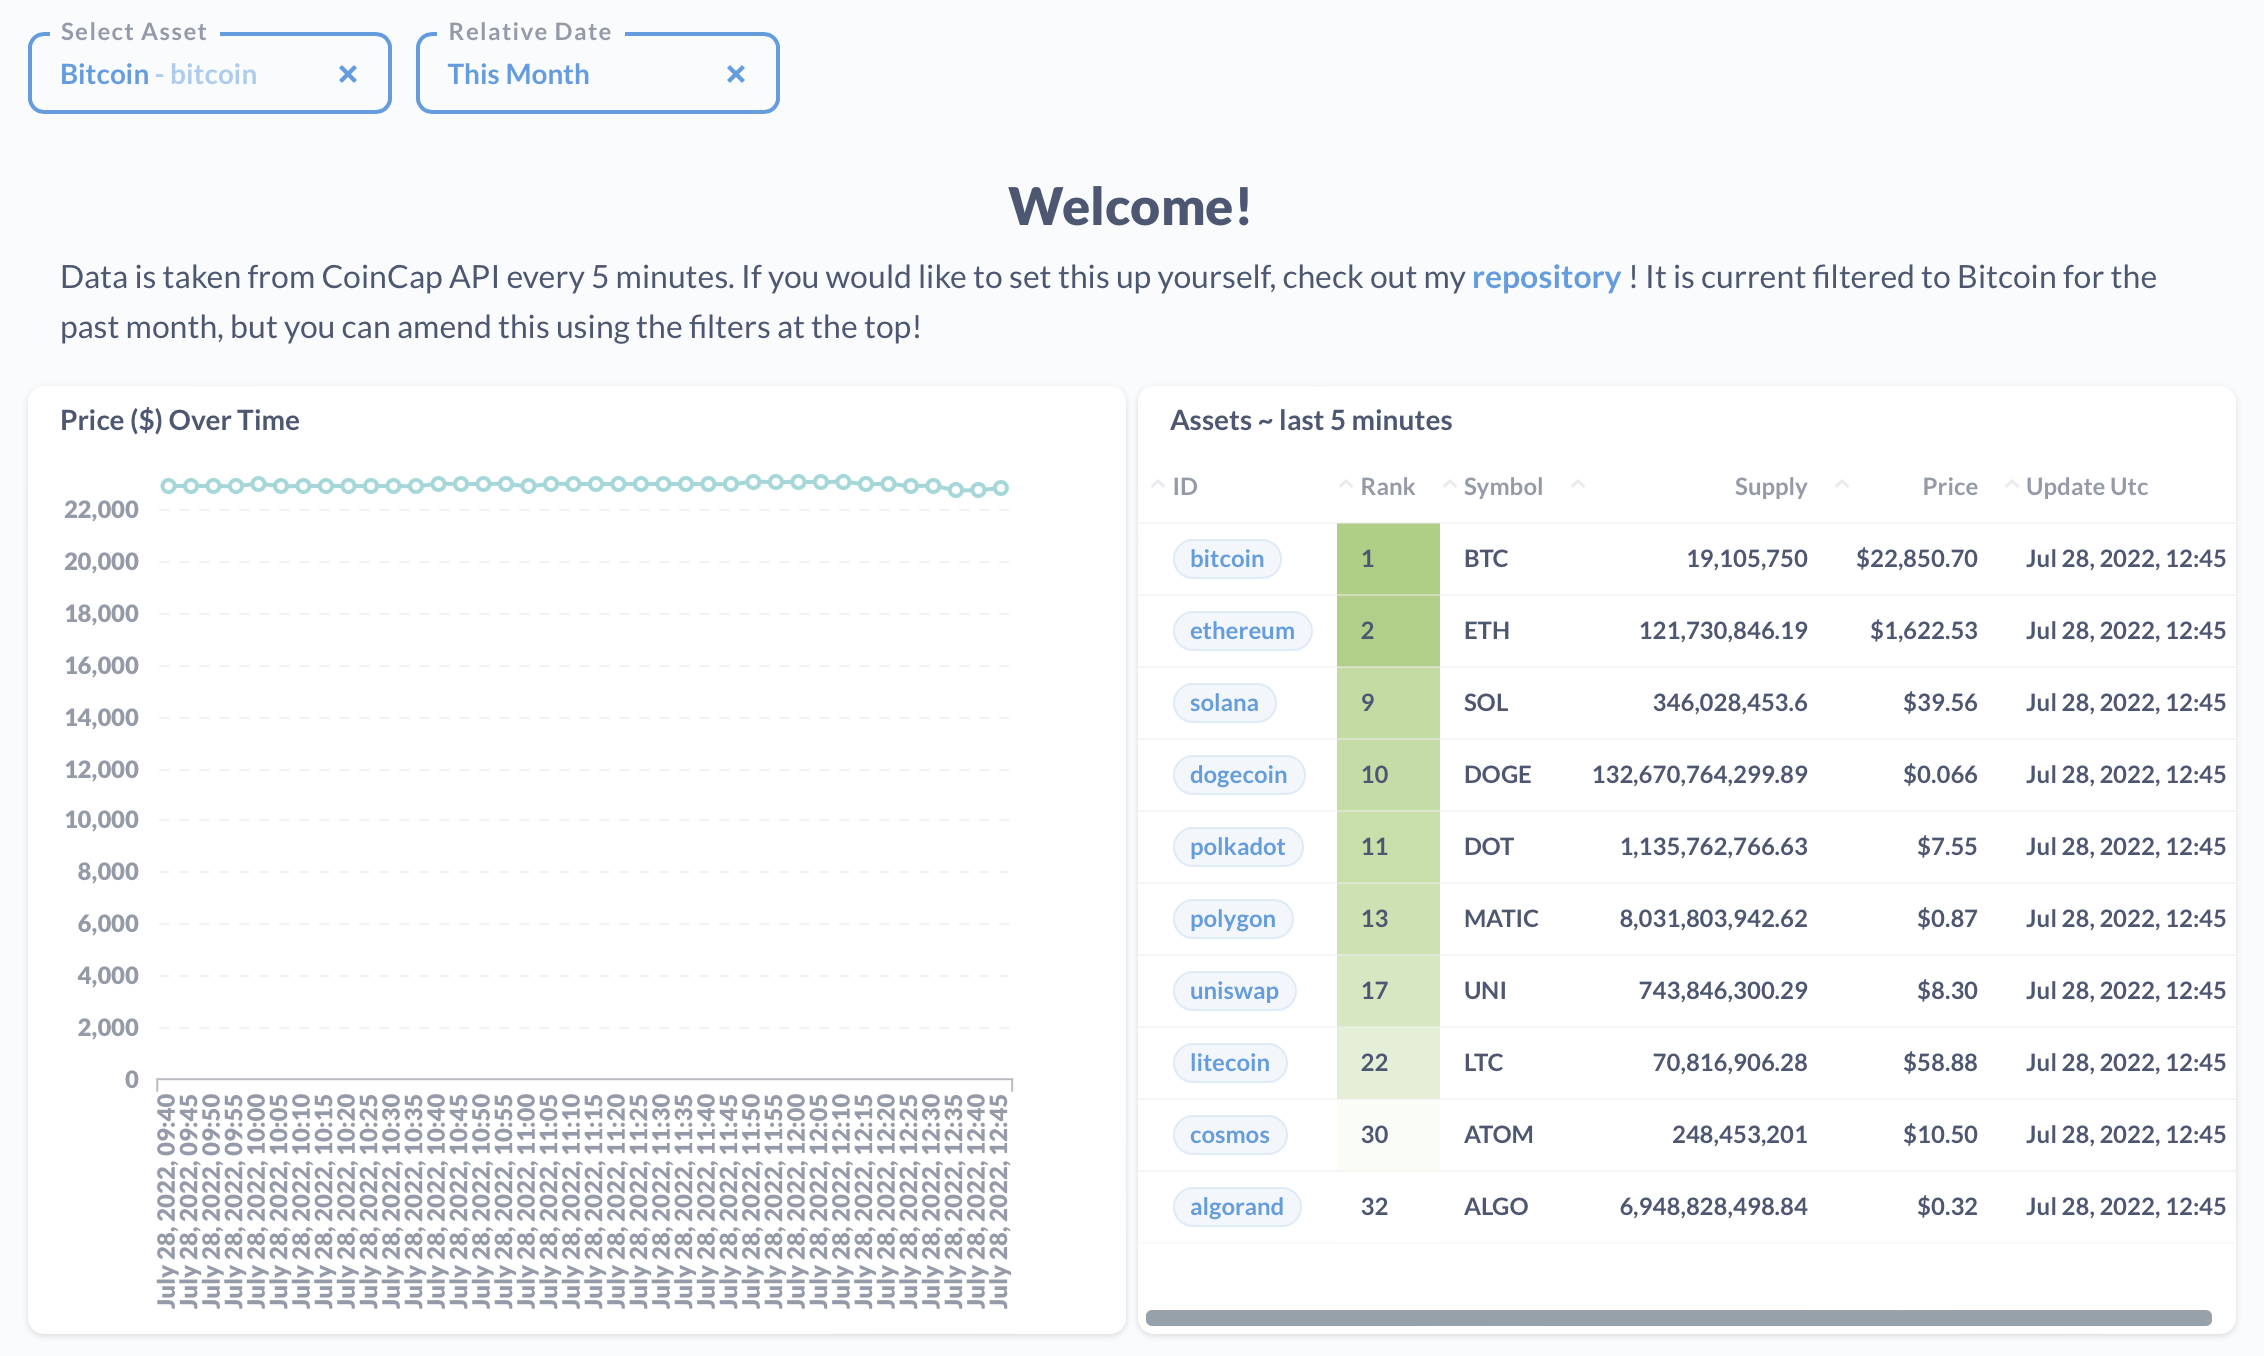 Select Asset
Bitcoin - bitcoin
Relative Date
This Month
Welcome!
Data is taken from CoinCap API every 5 minutes. If you would like to set this up yourself, check out my repository ! It is current filtered to Bitcoin for the
past month, but you can amend this using the filters at the top!
Price ($) Over Time
22,000
20,000
18,000
16,000
14,000
12,000
10,000
8,000
6,000
4,000
2,000
0
July 28, 2022, 09:40
July 28, 2022, 09:45
July 28, 2022, 09:50
July 28, 2022, 09:55
July 28, 2022, 10:00
July 28, 2022, 10:05
July 28, 2022, 10:10
July 28, 2022, 10:15
July 28, 2022, 10:20
July 28, 2022, 10:25
July 28, 2022, 10:30
July 28, 2022, 10:35
July 28, 2022, 10:40
July 28, 2022, 10:45
July 28, 2022, 10:50
July 28, 2022, 10:55
July 28, 2022, 11:00
July 28, 2022, 11:05
July 28, 2022, 11:10
July 28, 2022, 11:15
July 28, 2022, 11:20
July 28, 2022, 11:25
July 28, 2022, 11:30
July 28, 2022, 11:35
July 28, 2022, 11:40
July 28, 2022, 11:45
July 28, 2022, 11:50
July 28, 2022, 11:55
July 28, 2022, 12:00
July 28, 2022, 12:05
July 28, 2022, 12:10
July 28, 2022, 12:15
July 28, 2022, 12:20
July 28, 2022, 12:25
July 28, 2022, 12:30
July 28, 2022, 12:35
July 28, 2022, 12:40
July 28, 2022, 12:45
Assets ~ last 5 minutes
ID Rank Symbol Supply Price Update Utc
bitcoin 1 BTC 19,105,750 $22,850.70 Jul 28, 2022, 12:45
ethereum 2 ETH 121,730,846.19 $1,622.53 Jul 28, 2022, 12:45
solana 9 SOL 346,028,453.6 $39.56 Jul 28, 2022, 12:45
dogecoin 10 DOGE 132,670,764,299.89 $0.066 Jul 28, 2022, 12:45
polkadot 11 DOT 1,135,762,766.63 $7.55 Jul 28, 2022, 12:45
polygon 13 MATIC 8,031,803,942.62 $0.87 Jul 28, 2022, 12:45
uniswap 17 UNI 743,846,300.29 $8.30 Jul 28, 2022, 12:45
litecoin 22 LTC 70,816,906.28 $58.88 Jul 28, 2022, 12:45
cosmos 30 ATOM 248,453,201 $10.50 Jul 28, 2022, 12:45
algorand 32 ALGO 6,948,828,498.84 $0.32 Jul 28, 2022, 12:45